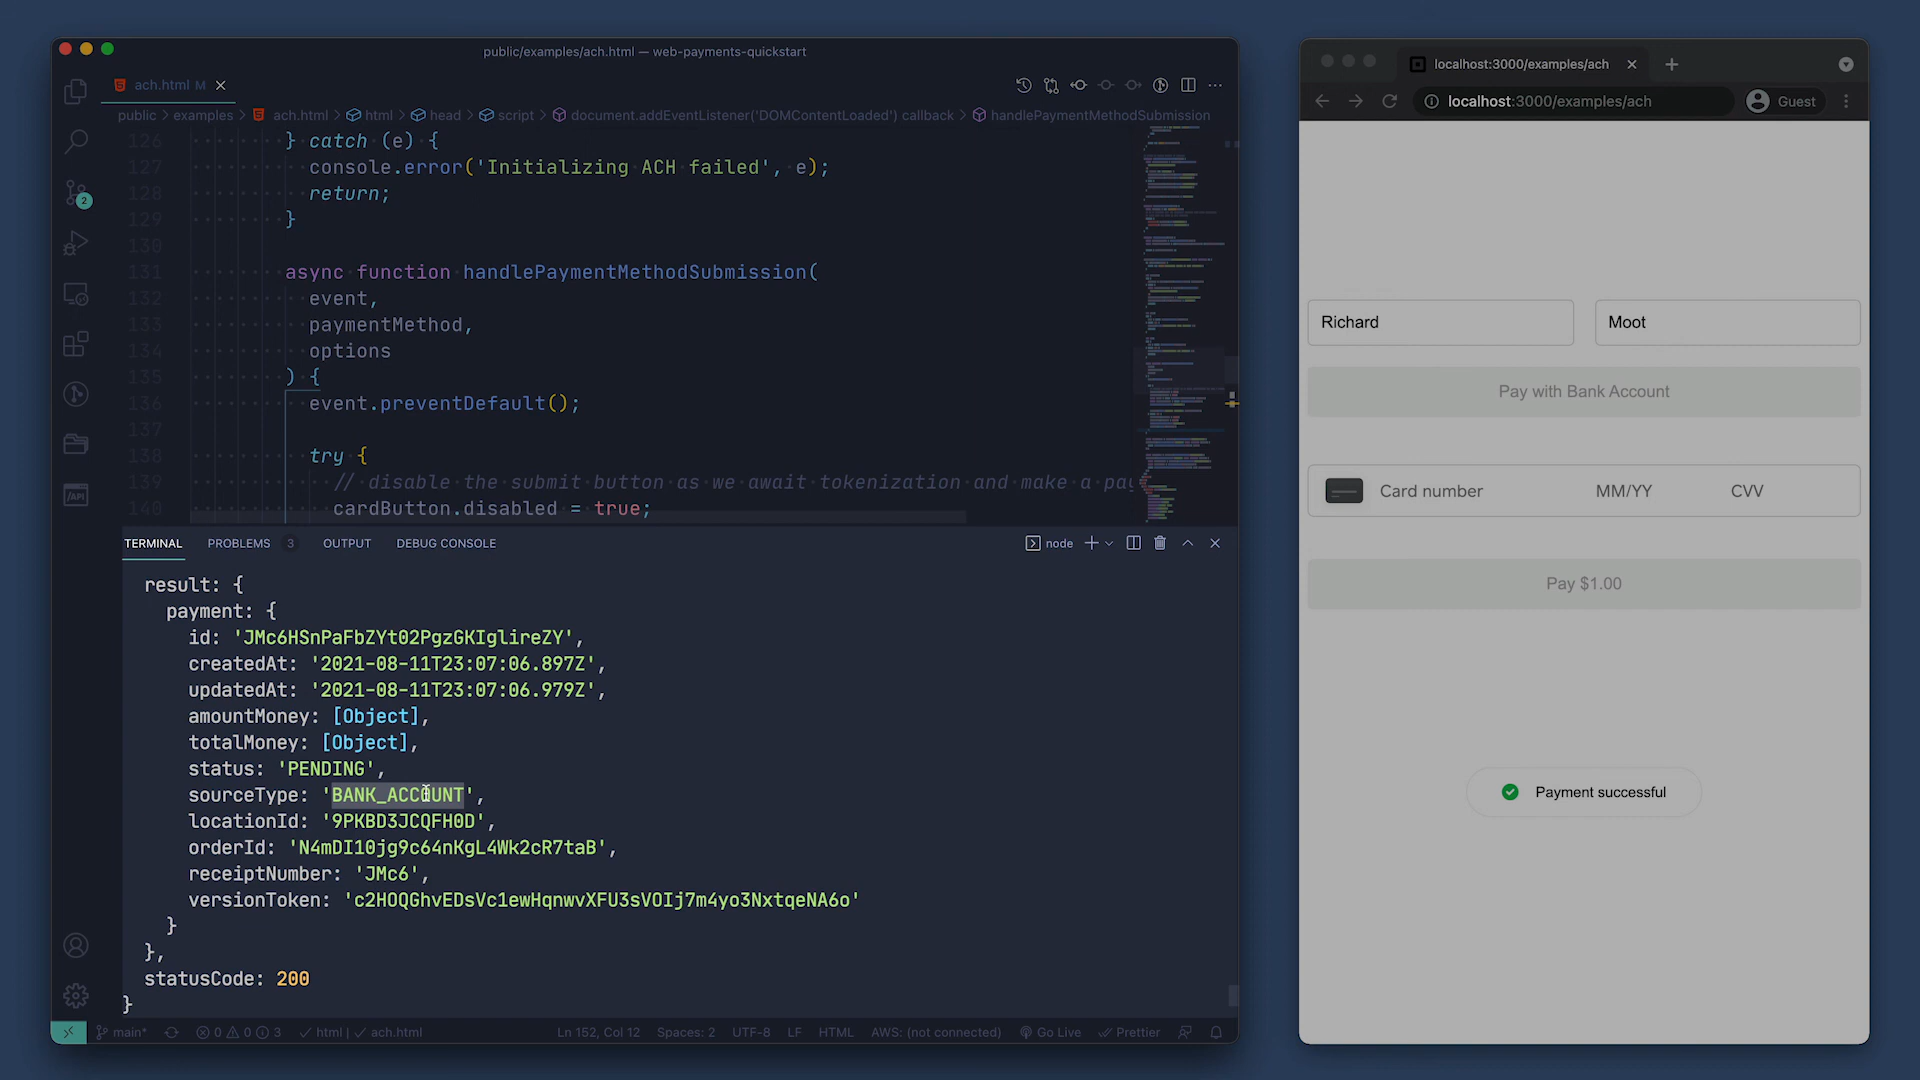 public/examples/ach.html — web-payments-quickstart
ach.html M
public > examples > ach.html > html > head > script > document.addEventListener('DOMContentLoaded') callback > handlePaymentMethodSubmission
126 } catch (e) {
127 console.error('Initializing ACH failed', e);
128 return;
129 }
130
131 async function handlePaymentMethodSubmission(
132 event,
133 paymentMethod,
134 options
135 ) {
136 event.preventDefault();
137
138 try {
139 // disable the submit button as we await tokenization and make a pay
140 cardButton.disabled = true;
2
/API
TERMINAL PROBLEMS 3 OUTPUT DEBUG CONSOLE
node
result: {
payment: {
id: 'JMc6HSnPaFbZYt02PgzGKIglireZY',
createdAt: '2021-08-11T23:07:06.897Z',
updatedAt: '2021-08-11T23:07:06.979Z',
amountMoney: [Object],
totalMoney: [Object],
status: 'PENDING',
sourceType: 'BANK_ACCOUNT',
locationId: '9PKBD3JCQFH0D',
orderId: 'N4mDI10jg9c64nKgL4Wk2cR7taB',
receiptNumber: 'JMc6',
versionToken: 'c2HOQGhvEDsVc1ewHqnwvXFU3sVOIj7m4yo3NxtqeNA6o'
}
},
statusCode: 200
}
main* 0 0 3 html | ach.html Ln 152, Col 12 Spaces: 2 UTF-8 LF HTML AWS: (not connected) Go Live Prettier
localhost:3000/examples/ach
localhost:3000/examples/ach Guest
Richard Moot
Pay with Bank Account
Card number MM/YY CVV
Pay $1.00
Payment successful